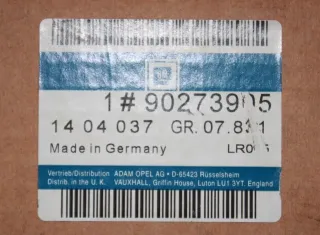 GM
1# 90273905
14 04 037 GR. 07.831
Made in Germany
Vertrieb/Distribution ADAM OPEL AG • D-65423 Rüsselsheim
Distrib. in the U. K. VAUXHALL, Griffin House, Luton LU1 3YT, England